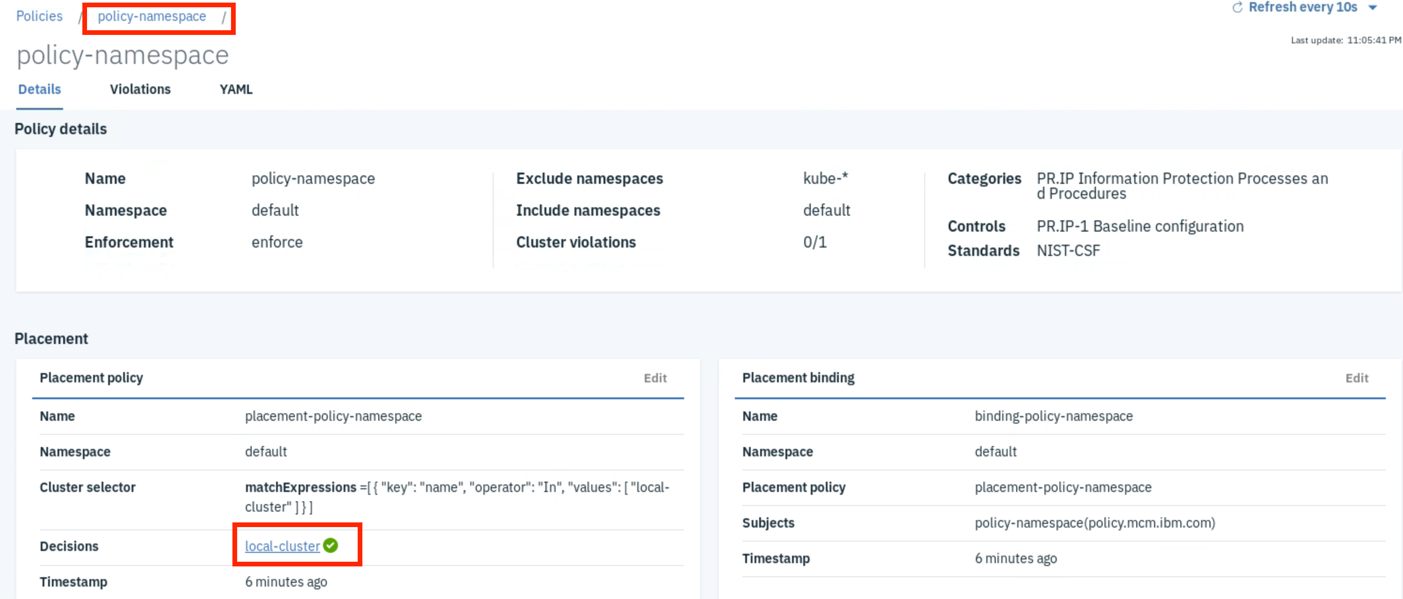 Policies / policy-namespace /
Refresh every 10s
Last update: 11:05:41 PM
policy-namespace
Details Violations YAML
Policy details
Name policy-namespace
Namespace default
Enforcement enforce
Exclude namespaces kube-*
Include namespaces default
Cluster violations 0/1
Categories PR.IP Information Protection Processes an
d Procedures
Controls PR.IP-1 Baseline configuration
Standards NIST-CSF
Placement
Placement policy Edit
Name placement-policy-namespace
Namespace default
Cluster selector matchExpressions =[ { "key": "name", "operator": "In", "values": [ "local-
cluster" ] } ]
Decisions local-cluster
Timestamp 6 minutes ago
Placement binding Edit
Name binding-policy-namespace
Namespace default
Placement policy placement-policy-namespace
Subjects policy-namespace(policy.mcm.ibm.com)
Timestamp 6 minutes ago